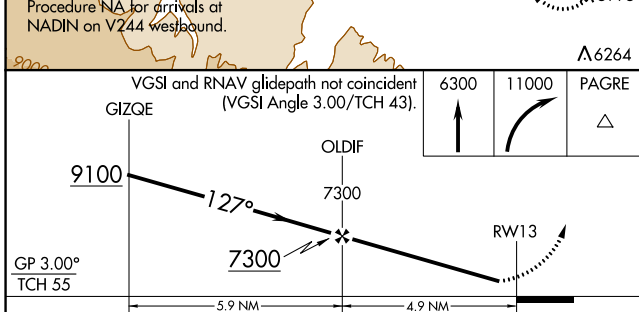 Procedure NA for arrivals at
NADIN on V244 westbound.
6264
9000
VGSI and RNAV glidepath not coincident
(VGSI Angle 3.00/TCH 43).
6300
11000
PAGRE
GIZQE
OLDIF
9100
7300
127°
RW13
7300
GP 3.00°
TCH 55
5.9 NM
4.9 NM